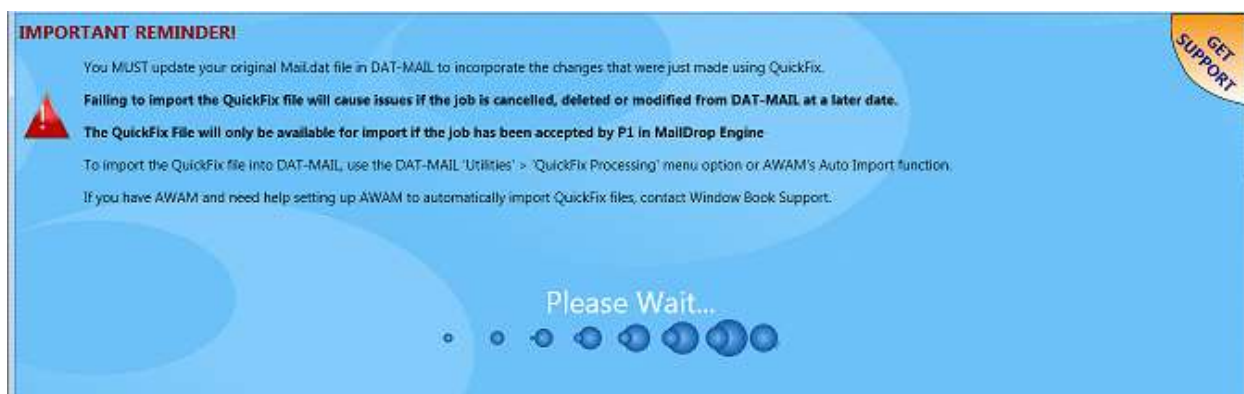 IMPORTANT REMINDER!
GET SUPPORT
You MUST update your original Mail.dat file in DAT-MAIL to incorporate the changes that were just made using QuickFix.
Failing to import the QuickFix file will cause issues if the job is cancelled, deleted or modified from DAT-MAIL at a later date.
The QuickFix File will only be available for import if the job has been accepted by P1 in MailDrop Engine
To import the QuickFix file into DAT-MAIL, use the DAT-MAIL 'Utilities' > 'QuickFix Processing' menu option or AWAM's Auto Import function.
If you have AWAM and need help setting up AWAM to automatically import QuickFix files, contact Window Book Support.
Please Wait...